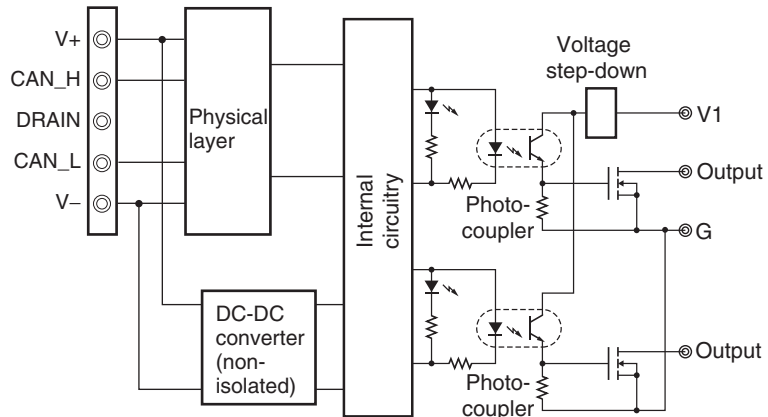 V+
CAN_H
DRAIN
CAN_L
V–
Physical
layer
DC-DC
converter
(non-
isolated)
Internal
circuitry
Voltage
step-down
V1
Output
Photo-
coupler
G
Output
Photo-
coupler